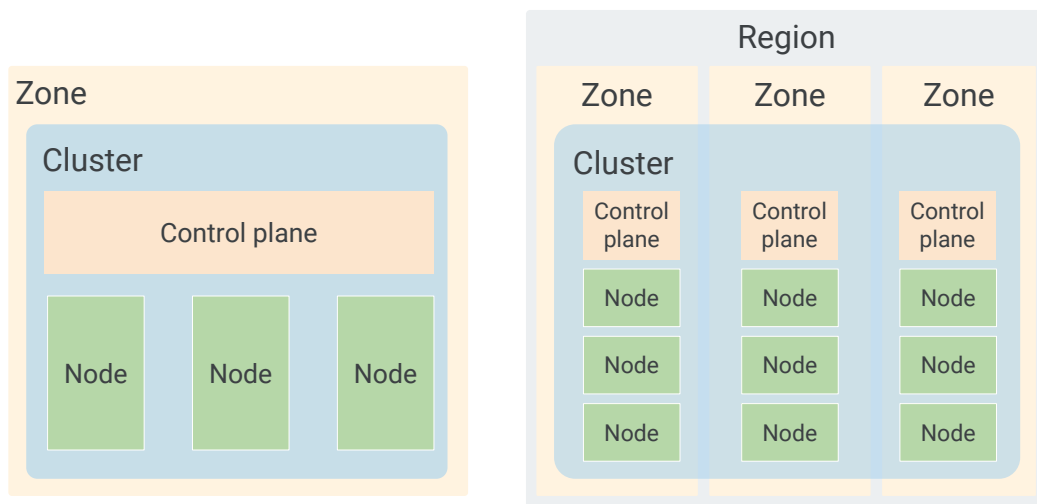 Zone
Cluster
Control plane
Node Node Node
Region
Zone Zone Zone
Cluster
Control Control Control
plane plane plane
Node Node Node
Node Node Node
Node Node Node